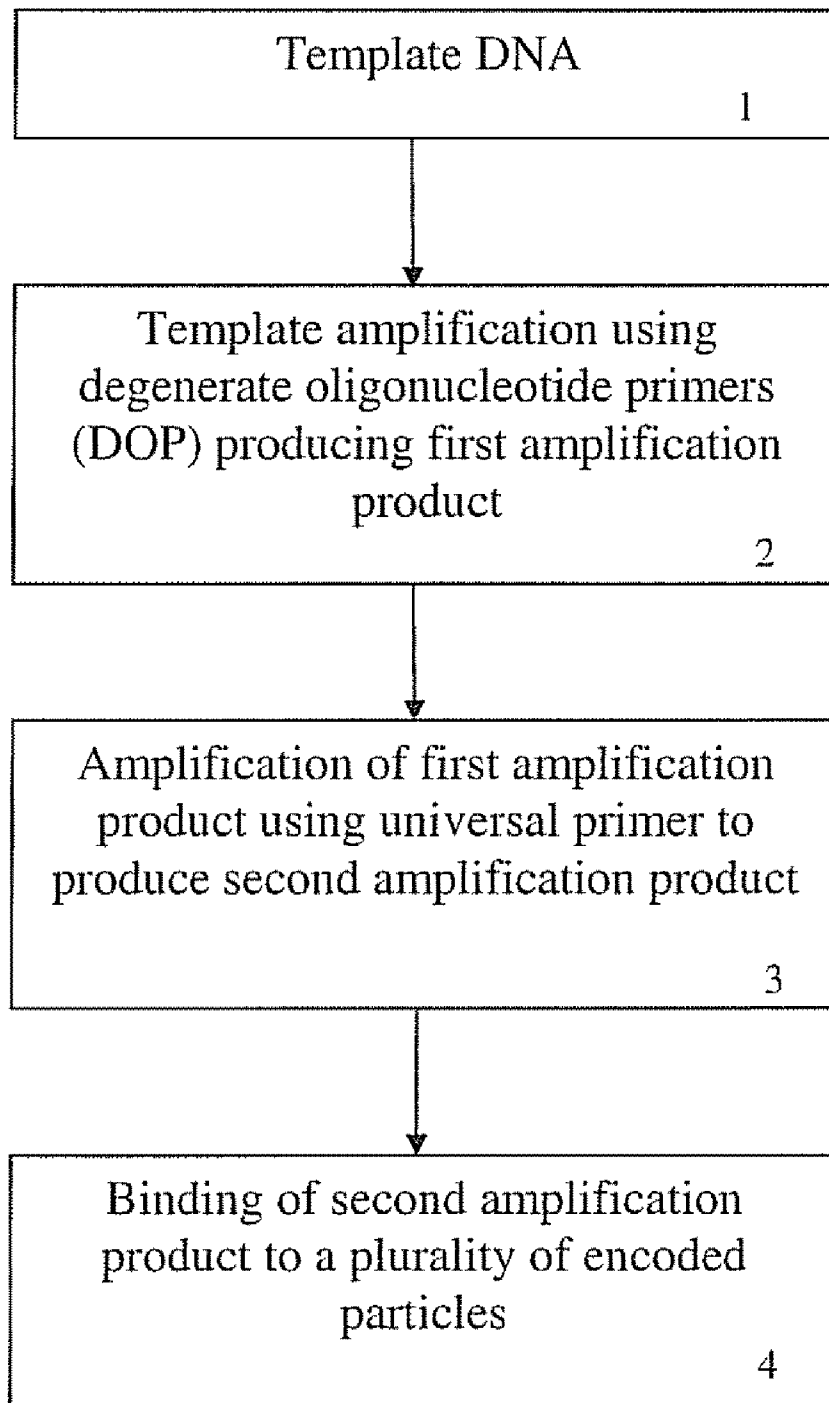 Template DNA
1
Template amplification using
degenerate oligonucleotide primers
(DOP) producing first amplification
product
2
Amplification of first amplification
product using universal primer to
produce second amplification product
3
Binding of second amplification
product to a plurality of encoded
particles
4